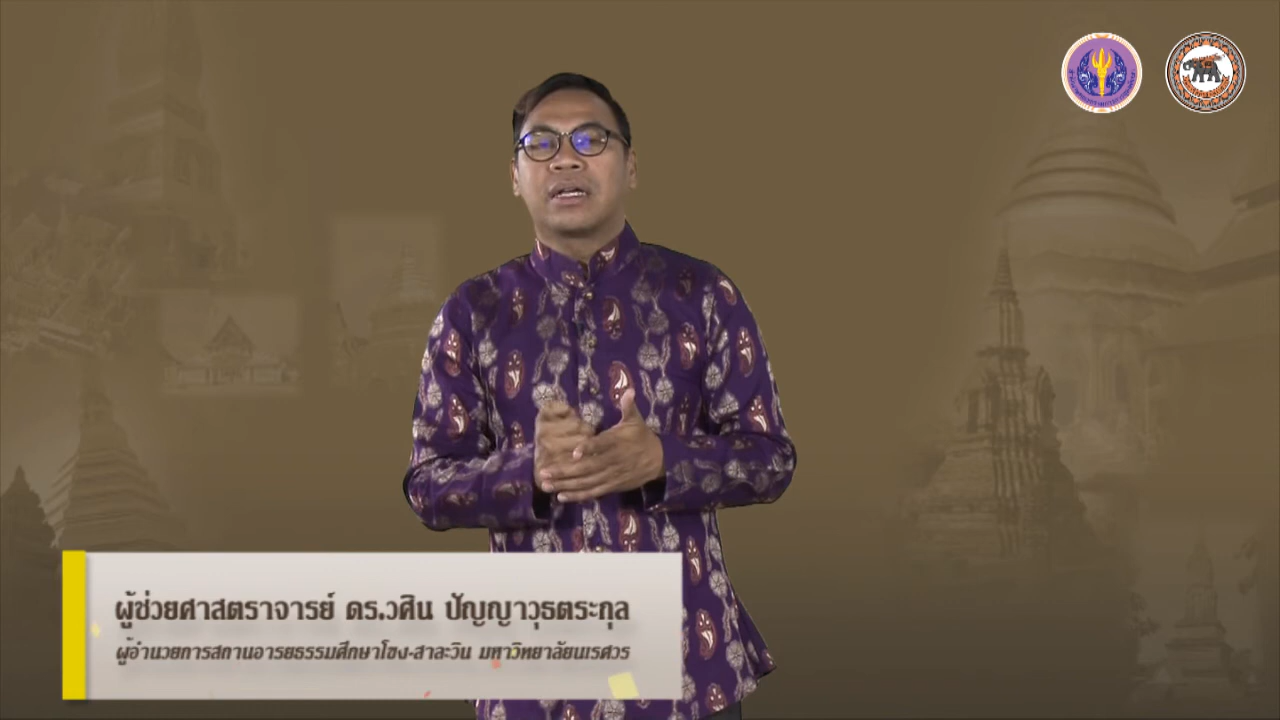 ผู้ช่วยศาสตราจารย์ ดร.วศิน ปัญญาวุธตระกูล
ผู้อำนวยการสถานอารยธรรมศึกษาโขง-สาละวิน มหาวิทยาลัยนเรศวร